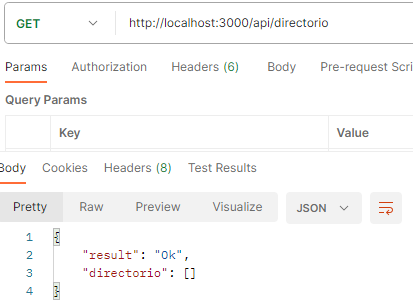 GET http://localhost:3000/api/directorio
Params Authorization Headers (6) Body Pre-request Scri
Query Params
Key Value
Body Cookies Headers (8) Test Results
Pretty Raw Preview Visualize JSON
1 {
2 "result": "Ok",
3 "directorio": []
4 }